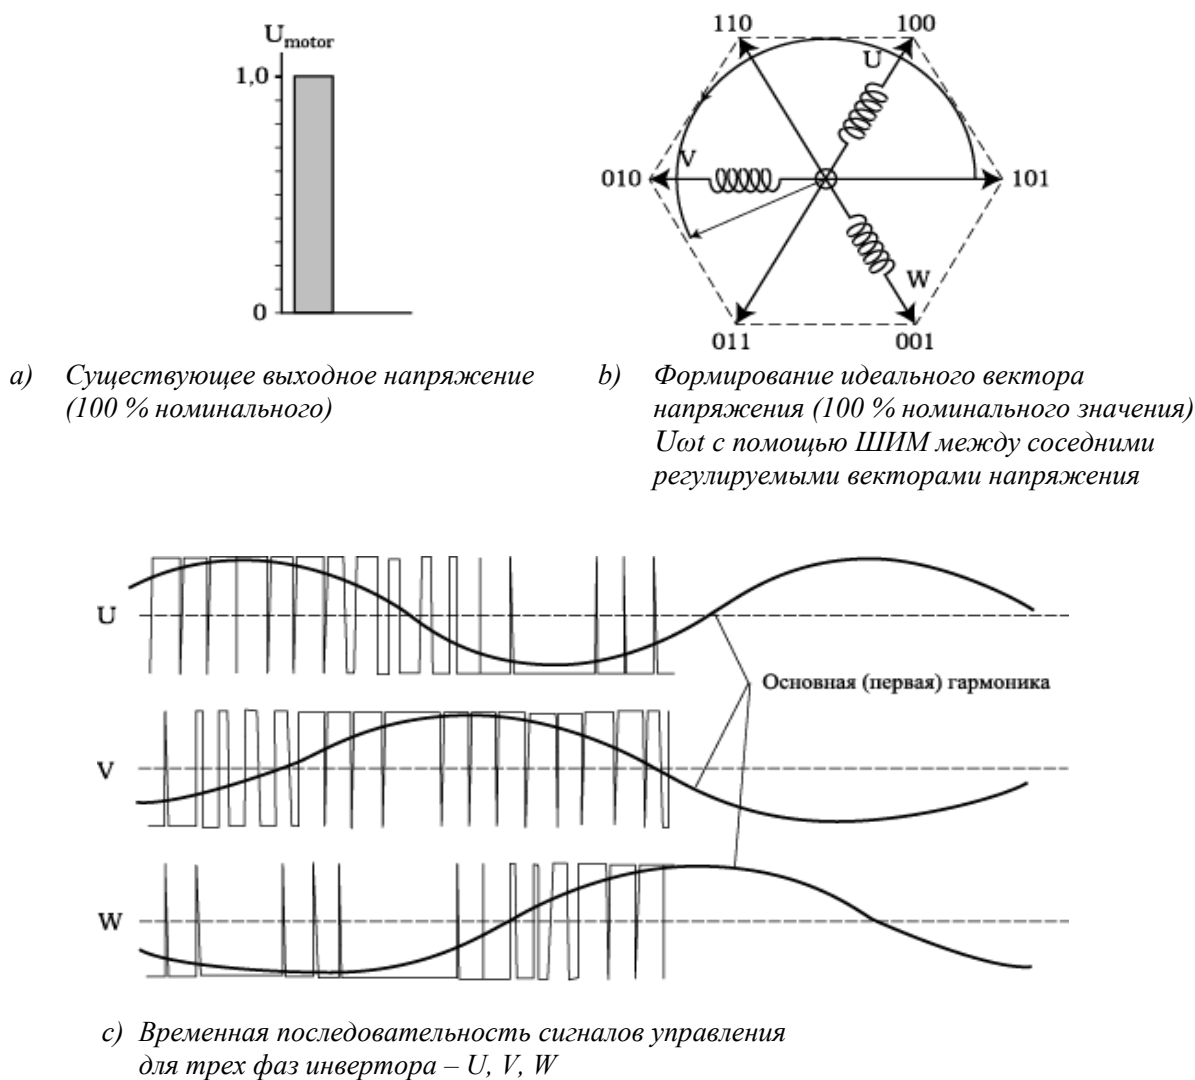 U motor
1,0
0
110
100
U
V
010
101
W
011
001
a) Существующее выходное напряжение
(100 % номинального)
b) Формирование идеального вектора
напряжения (100 % номинального значения)
Uωt с помощью ШИМ между соседними
регулируемыми векторами напряжения
U
Основная (первая) гармоника
V
W
c) Временная последовательность сигналов управления
для трех фаз инвертора – U, V, W